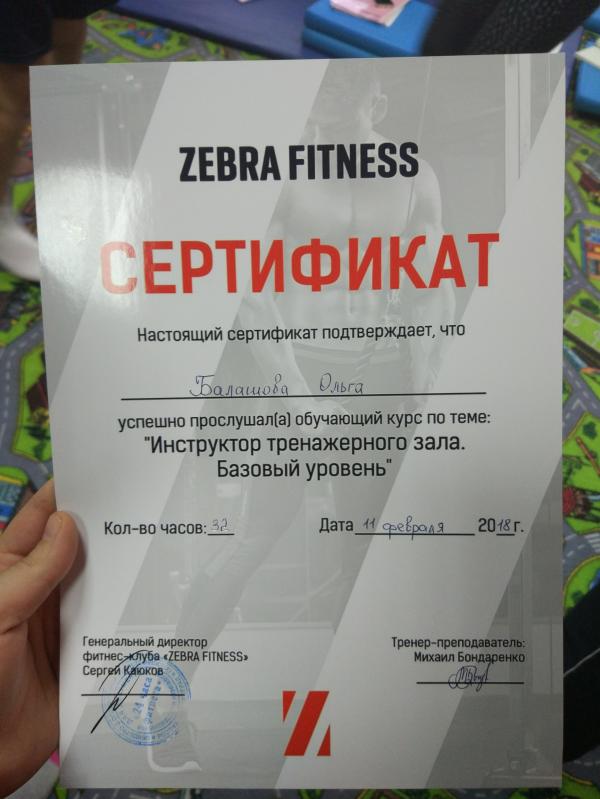 ZEBRA FITNESS
СЕРТИФИКАТ
Настоящий сертификат подтверждает, что
Балашова Ольга
успешно прослушал(а) обучающий курс по теме:
"Инструктор тренажерного зала.
Базовый уровень"
Кол-во часов: 32 Дата 11 февраля 2018г.
Генеральный директор
фитнес-клуба «ZEBRA FITNESS»
Сергей Каюков
Тренер-преподаватель:
Михаил Бондаренко